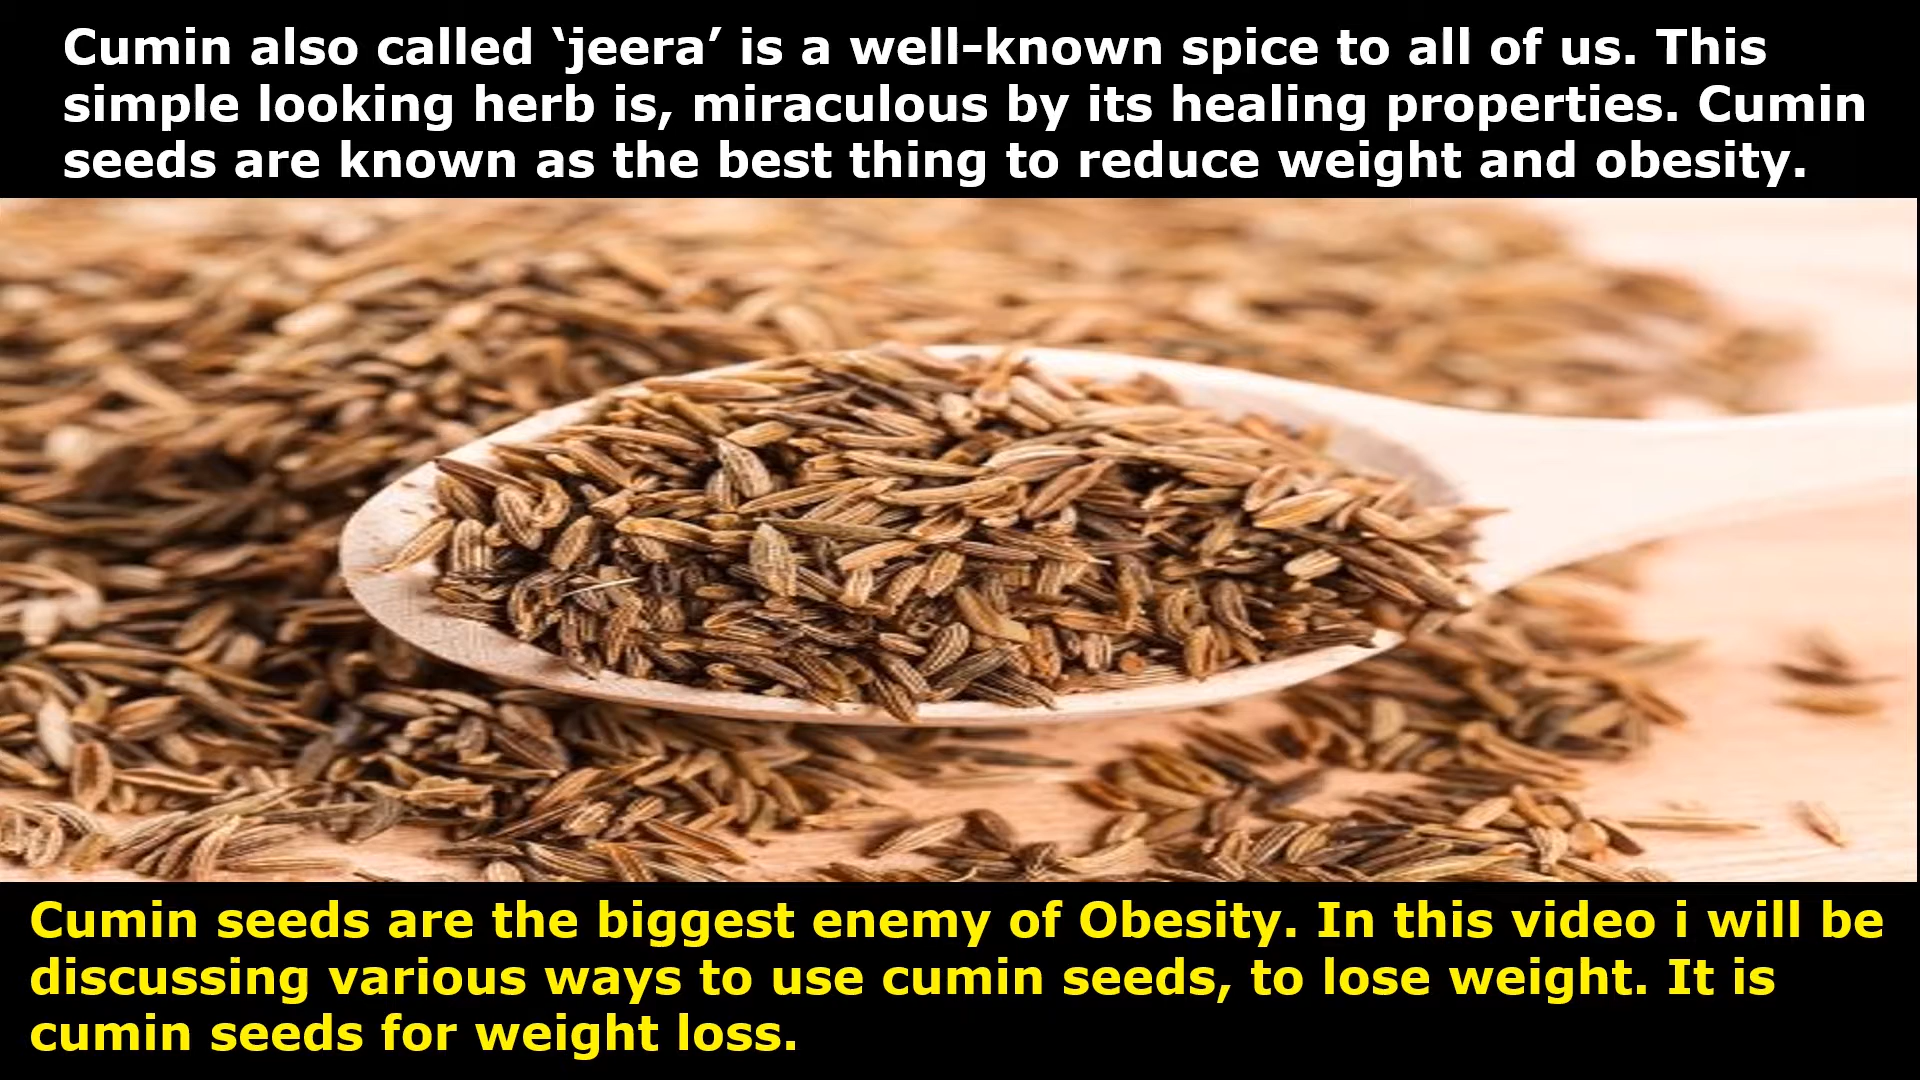 Cumin also called ‘jeera’ is a well-known spice to all of us. This
simple looking herb is, miraculous by its healing properties. Cumin
seeds are known as the best thing to reduce weight and obesity.
Cumin seeds are the biggest enemy of Obesity. In this video i will be
discussing various ways to use cumin seeds, to lose weight. It is
cumin seeds for weight loss.